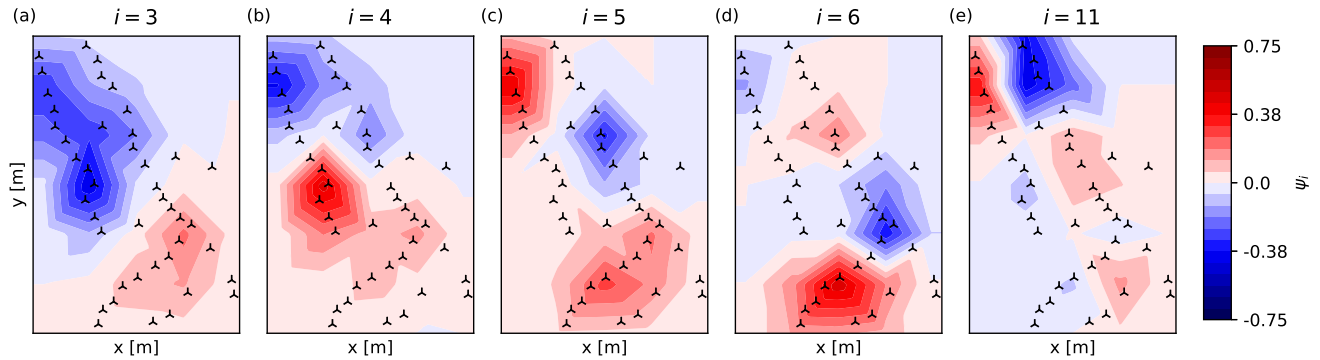 (a) i = 3
(b) i = 4
(c) i = 5
(d) i = 6
(e) i = 11
y [m]
x [m]
x [m]
x [m]
x [m]
x [m]
0.75
0.38
0.0
-0.38
-0.75
ψi